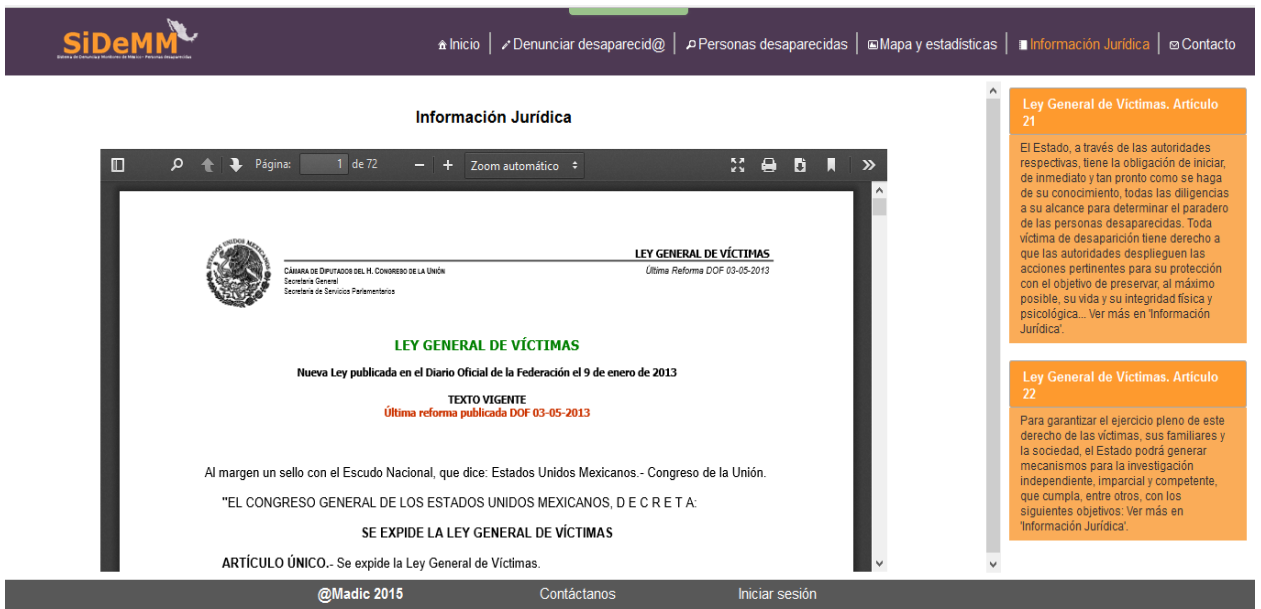 SiDeMM
Sistema de Denuncia y Monitoreo de México - Personas Desaparecidas
Inicio
Denunciar desaparecid@
Personas desaparecidas
Mapa y estadísticas
Información Jurídica
Contacto
Información Jurídica
Página: 1 de 72
Zoom automático
CÁMARA DE DIPUTADOS DEL H. CONGRESO DE LA UNIÓN
Secretaría General
Secretaría de Servicios Parlamentarios
LEY GENERAL DE VÍCTIMAS
Última Reforma DOF 03-05-2013
LEY GENERAL DE VÍCTIMAS
Nueva Ley publicada en el Diario Oficial de la Federación el 9 de enero de 2013
TEXTO VIGENTE
Última reforma publicada DOF 03-05-2013
Al margen un sello con el Escudo Nacional, que dice: Estados Unidos Mexicanos.- Congreso de la Unión.
"EL CONGRESO GENERAL DE LOS ESTADOS UNIDOS MEXICANOS, D E C R E T A:
SE EXPIDE LA LEY GENERAL DE VÍCTIMAS
ARTÍCULO ÚNICO.- Se expide la Ley General de Víctimas.
Ley General de Víctimas. Artículo
21
El Estado, a través de las autoridades
respectivas, tiene la obligación de iniciar,
de inmediato y tan pronto como se haga
de su conocimiento, todas las diligencias
a su alcance para determinar el paradero
de las personas desaparecidas. Toda
víctima de desaparición tiene derecho a
que las autoridades desplieguen las
acciones pertinentes para su protección
con el objetivo de preservar, al máximo
posible, su vida y su integridad física y
psicológica... Ver más en 'Información
Jurídica'.
Ley General de Víctimas. Artículo
22
Para garantizar el ejercicio pleno de este
derecho de las víctimas, sus familiares y
la sociedad, el Estado podrá generar
mecanismos para la investigación
independiente, imparcial y competente,
que cumpla, entre otros, con los
siguientes objetivos: Ver más en
'Información Jurídica'.
@Madic 2015
Contáctanos
Iniciar sesión